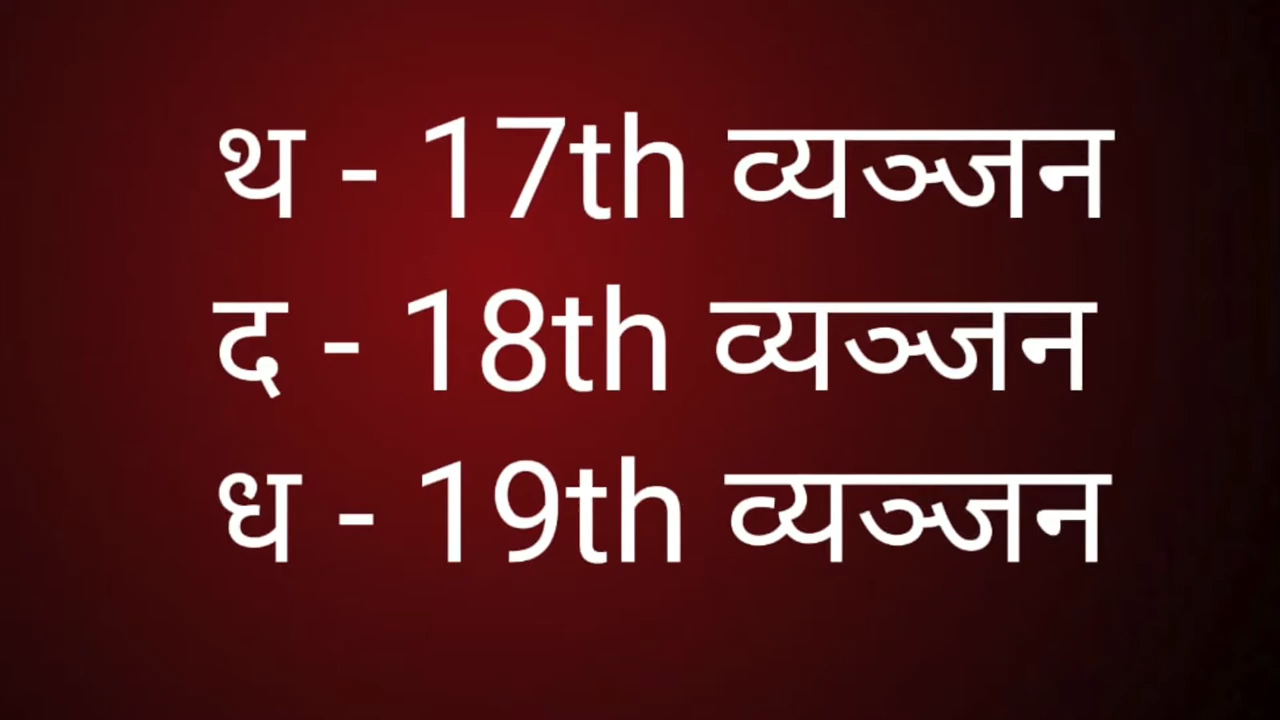 थ - 17th व्यञ्जन
द - 18th व्यञ्जन
ध - 19th व्यञ्जन